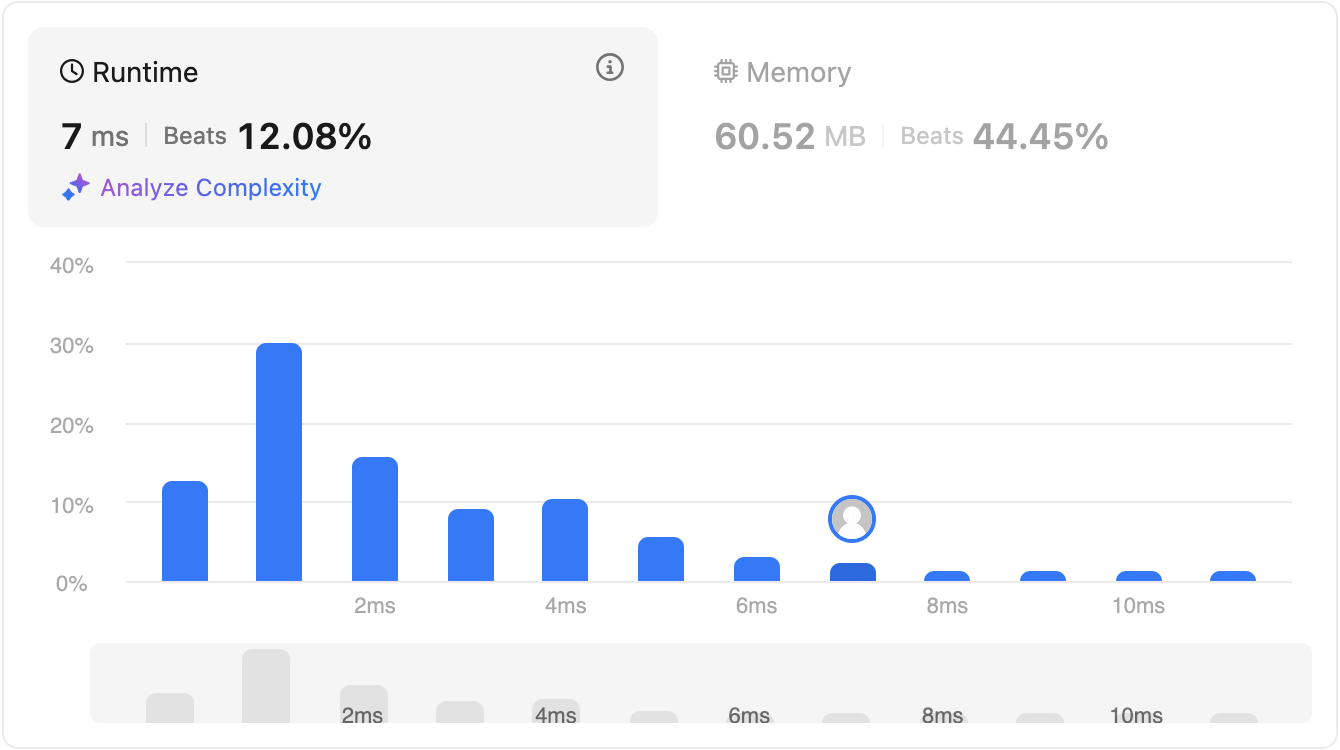 Runtime
7 ms | Beats 12.08%
Analyze Complexity
Memory
60.52 MB | Beats 44.45%
40%
30%
20%
10%
0%
2ms 4ms 6ms 8ms 10ms
2ms 4ms 6ms 8ms 10ms